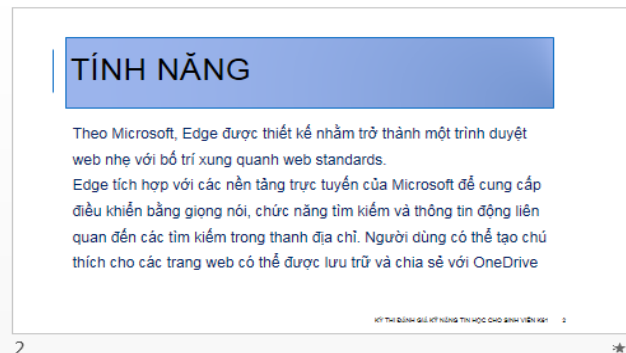 TÍNH NĂNG
Theo Microsoft, Edge được thiết kế nhằm trở thành một trình duyệt
web nhẹ với bố trí xung quanh web standards.
Edge tích hợp với các nền tảng trực tuyến của Microsoft để cung cấp
điều khiển bằng giọng nói, chức năng tìm kiếm và thông tin động liên
quan đến các tìm kiếm trong thanh địa chỉ. Người dùng có thể tạo chú
thích cho các trang web có thể được lưu trữ và chia sẻ với OneDrive
KỲ THI ĐÁNH GIÁ KỸ NĂNG TIN HỌC CHO SINH VIÊN K61 2
2